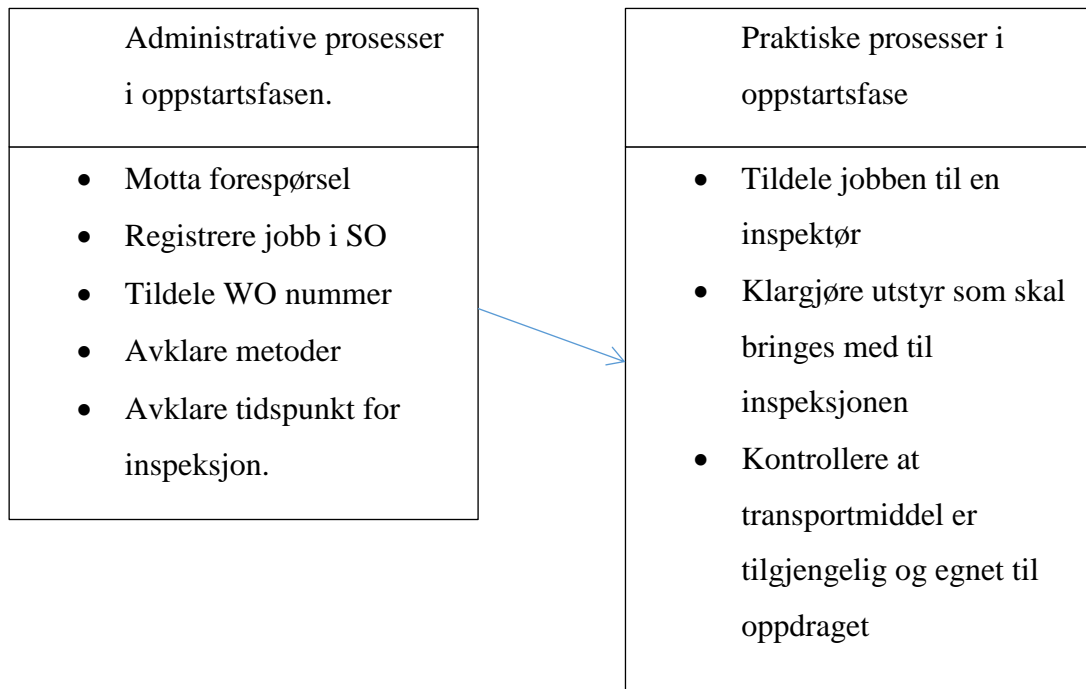 Administrative prosesser
i oppstartsfasen.
• Motta forespørsel
• Registrere jobb i SO
• Tildele WO nummer
• Avklare metoder
• Avklare tidspunkt for
inspeksjon.
Praktiske prosesser i
oppstartsfase
• Tildele jobben til en
inspektør
• Klargjøre utstyr som skal
bringes med til
inspeksjonen
• Kontrollere at
transportmiddel er
tilgjengelig og egnet til
oppdraget